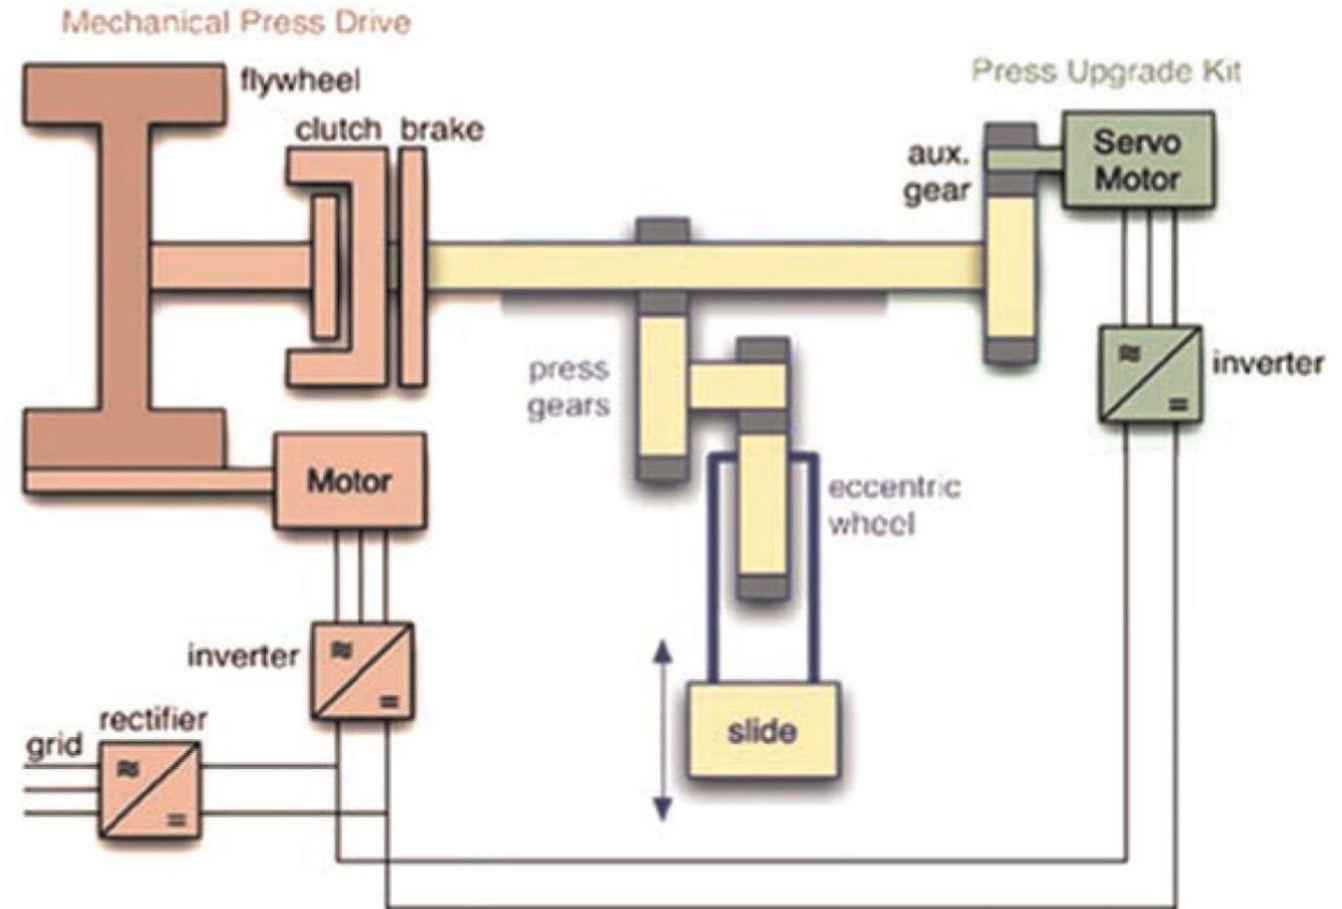 Mechanical Press Drive
flywheel
Press Upgrade Kit
clutch brake
aux.
gear
Servo
Motor
press
gears
inverter
Motor
eccentric
wheel
inverter
rectifier
grid
slide